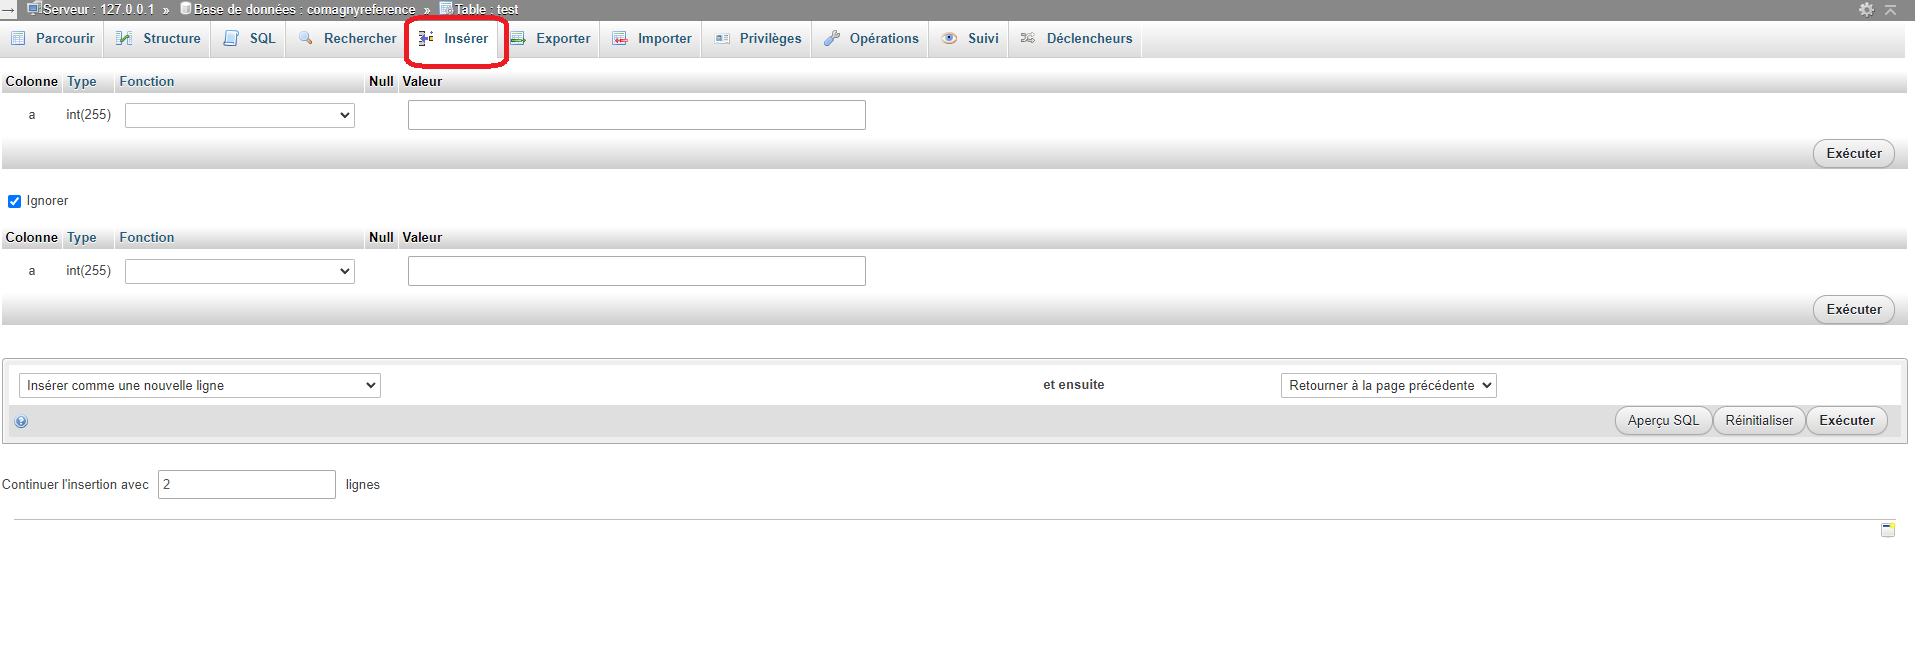 Serveur : 127.0.0.1 » Base de données : comagnyreference » Table : test
Parcourir Structure SQL Rechercher Insérer Exporter Importer Privilèges Opérations Suivi Déclencheurs
Colonne Type Fonction Null Valeur
a int(255)
Exécuter
Ignorer
Colonne Type Fonction Null Valeur
a int(255)
Exécuter
Insérer comme une nouvelle ligne et ensuite Retourner à la page précédente
Aperçu SQL Réinitialiser Exécuter
Continuer l'insertion avec 2 lignes